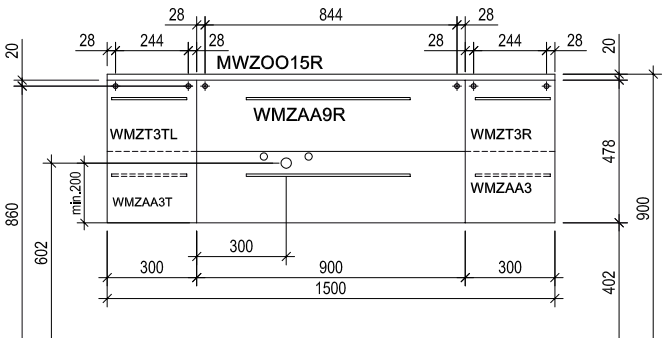 28 844 28
28 244 28 28 244 28
20 20
MWZOO15R
WMZAA9R
WMZT3TL WMZT3R
WMZAA3T WMZAA3
min.200
860 602 478 900
300
300 900 300
402
1500